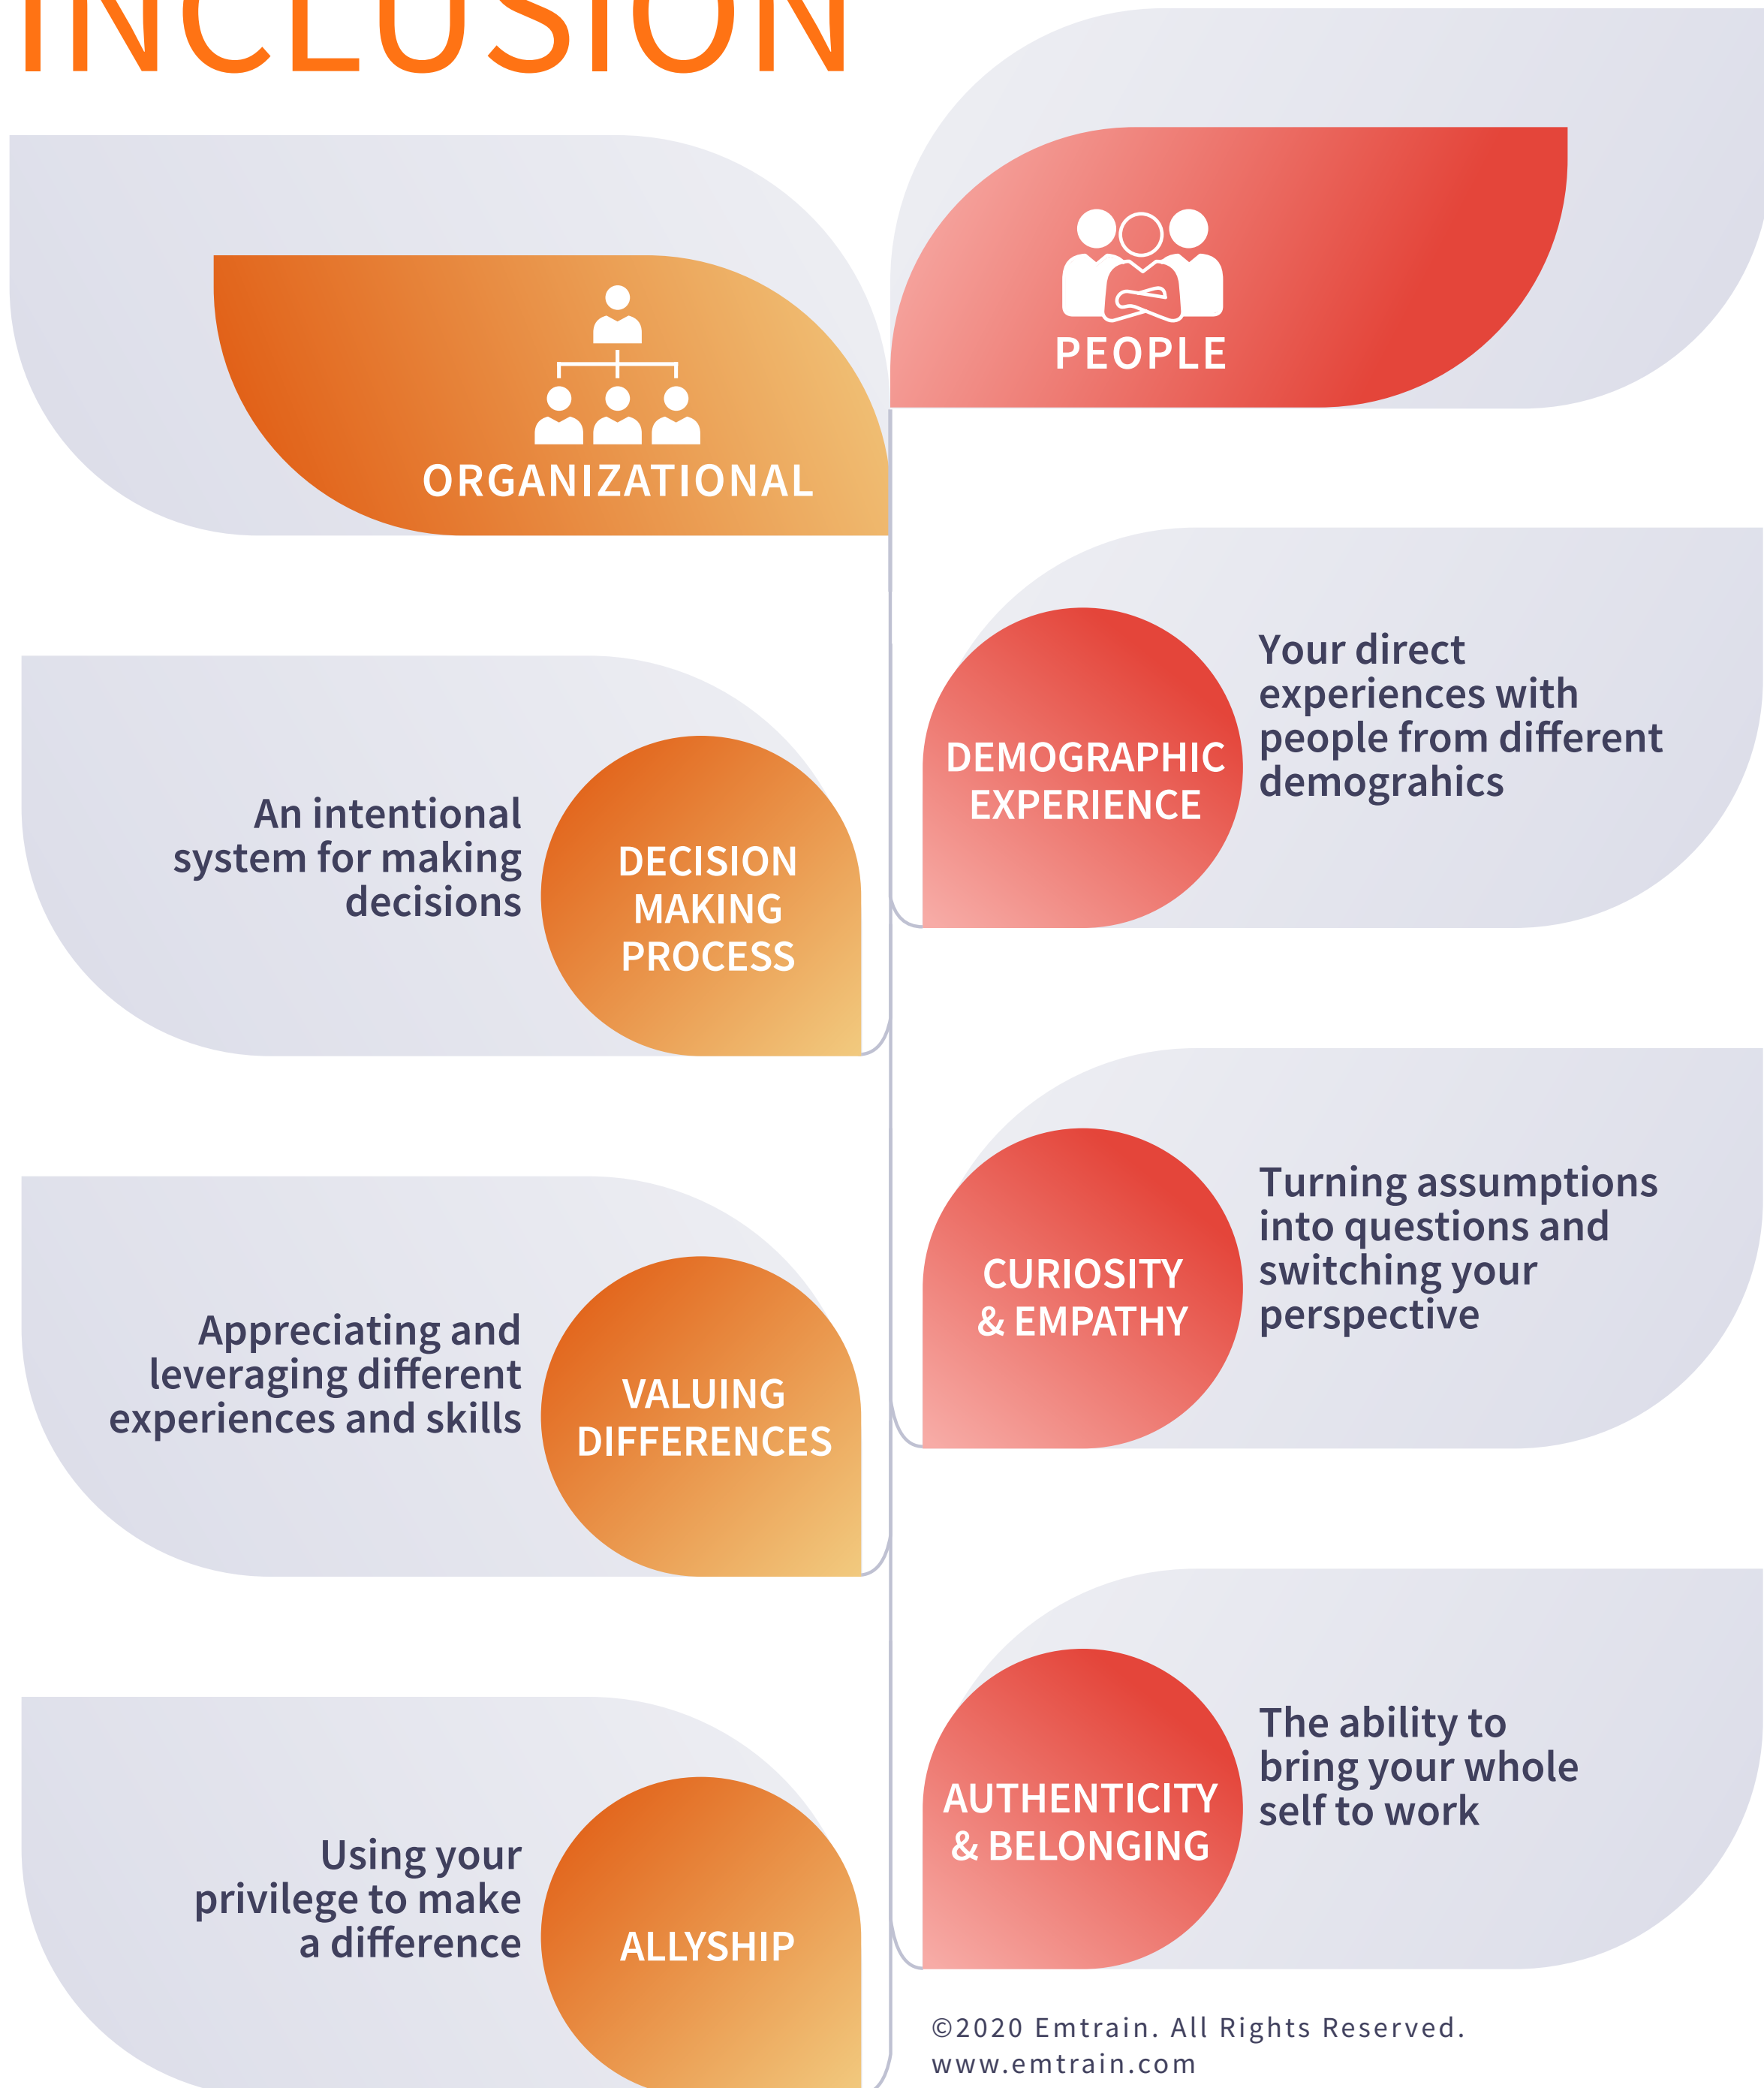 INCLUSION
PEOPLE
ORGANIZATIONAL
DEMOGRAPHIC
EXPERIENCE
Your direct
experiences with
people from different
demograhics
An intentional
system for making
decisions
DECISION
MAKING
PROCESS
CURIOSITY
& EMPATHY
Turning assumptions
into questions and
switching your
perspective
Appreciating and
leveraging different
experiences and skills
VALUING
DIFFERENCES
AUTHENTICITY
& BELONGING
The ability to
bring your whole
self to work
Using your
privilege to make
a difference
ALLYSHIP
©2020 Emtrain. All Rights Reserved.
www.emtrain.com